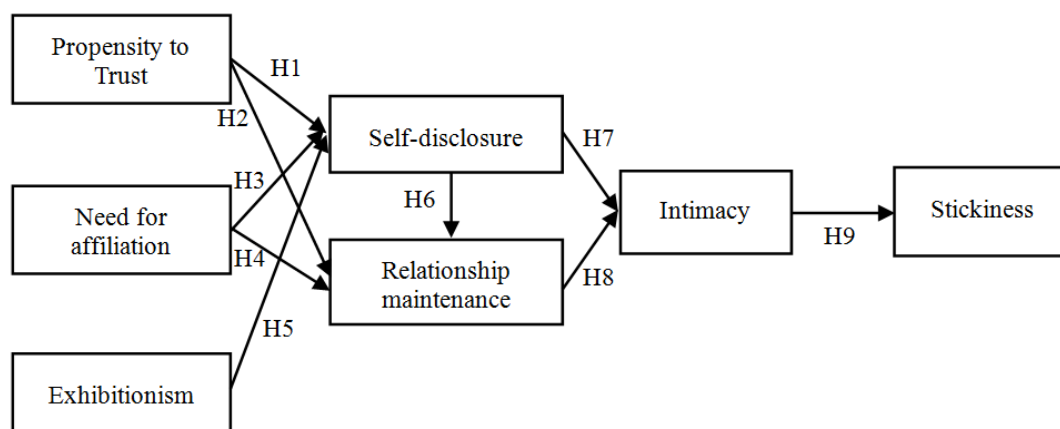 Propensity to
Trust
H1
H2
Self-disclosure
H7
H3
Need for
affiliation
H6
Intimacy
Stickiness
H9
H4
Relationship
maintenance
H8
H5
Exhibitionism